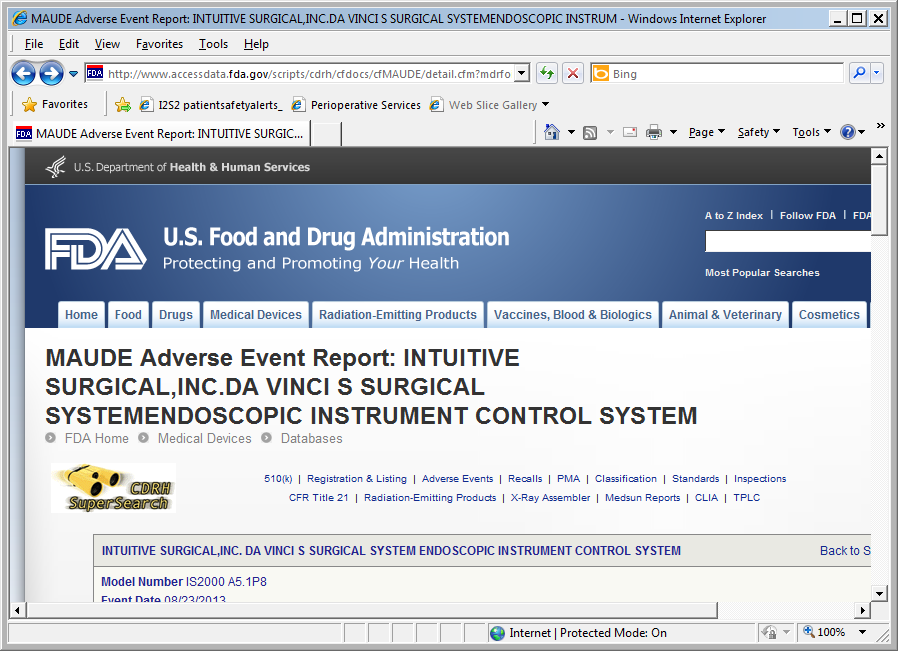 MAUDE Adverse Event Report: INTUITIVE SURGICAL,INC.DA VINCI S SURGICAL SYSTEMENDOSCOPIC INSTRUM - Windows Internet Explorer
File Edit View Favorites Tools Help
FDA http://www.accessdata.fda.gov/scripts/cdrh/cfdocs/cfMAUDE/detail.cfm?mdrfo Bing
Favorites I2S2 patientsafetyalerts_ Perioperative Services Web Slice Gallery
FDA MAUDE Adverse Event Report: INTUITIVE SURGIC... Page Safety Tools »
U.S. Department of Health & Human Services
A to Z Index | Follow FDA | FDA
FDA U.S. Food and Drug Administration
Protecting and Promoting Your Health
Most Popular Searches
Home Food Drugs Medical Devices Radiation-Emitting Products Vaccines, Blood & Biologics Animal & Veterinary Cosmetics
MAUDE Adverse Event Report: INTUITIVE
SURGICAL,INC.DA VINCI S SURGICAL
SYSTEMENDOSCOPIC INSTRUMENT CONTROL SYSTEM
FDA Home Medical Devices Databases
CDRH
SuperSearch
510(k) | Registration & Listing | Adverse Events | Recalls | PMA | Classification | Standards | Inspections
CFR Title 21 | Radiation-Emitting Products | X-Ray Assembler | Medsun Reports | CLIA | TPLC
INTUITIVE SURGICAL,INC. DA VINCI S SURGICAL SYSTEM ENDOSCOPIC INSTRUMENT CONTROL SYSTEM Back to S
Model Number IS2000 A5.1P8
Event Date 08/23/2013
Internet | Protected Mode: On 100%